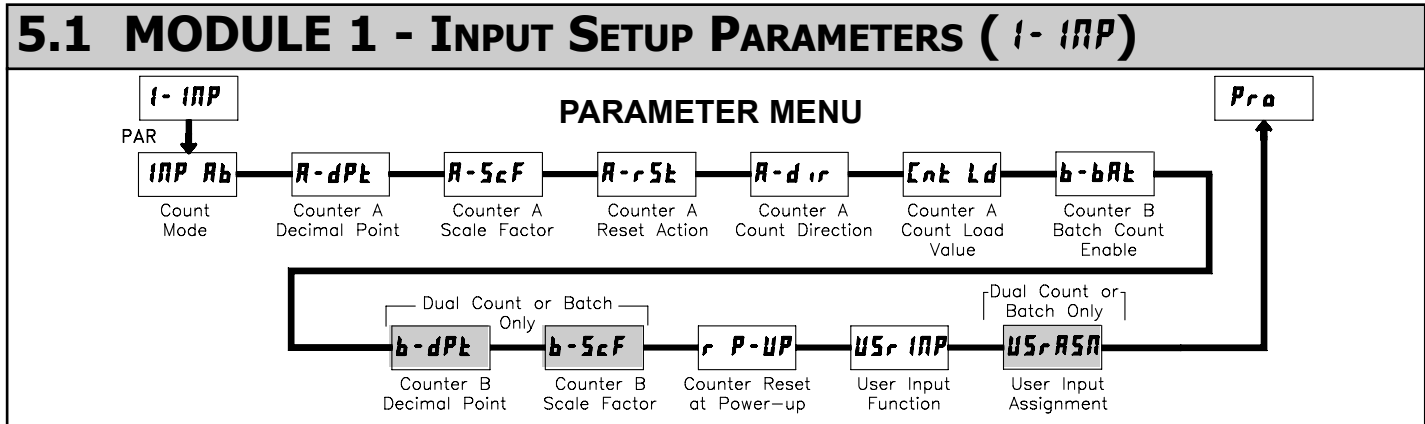 5.1 MODULE 1 - INPUT SETUP PARAMETERS (1-INP)
1-INP
PARAMETER MENU
Pro
PAR
INP Ab
A-dPt
A-ScF
A-rSt
A-dir
Cnt Ld
b-bAt
Count
Mode
Counter A
Decimal Point
Counter A
Scale Factor
Counter A
Reset Action
Counter A
Count Direction
Counter A
Count Load
Value
Counter B
Batch Count
Enable
Dual Count or Batch
Only
Dual Count or
Batch Only
b-dPt
b-ScF
r P-UP
USr INP
USrASN
Counter B
Decimal Point
Counter B
Scale Factor
Counter Reset
at Power-up
User Input
Function
User Input
Assignment